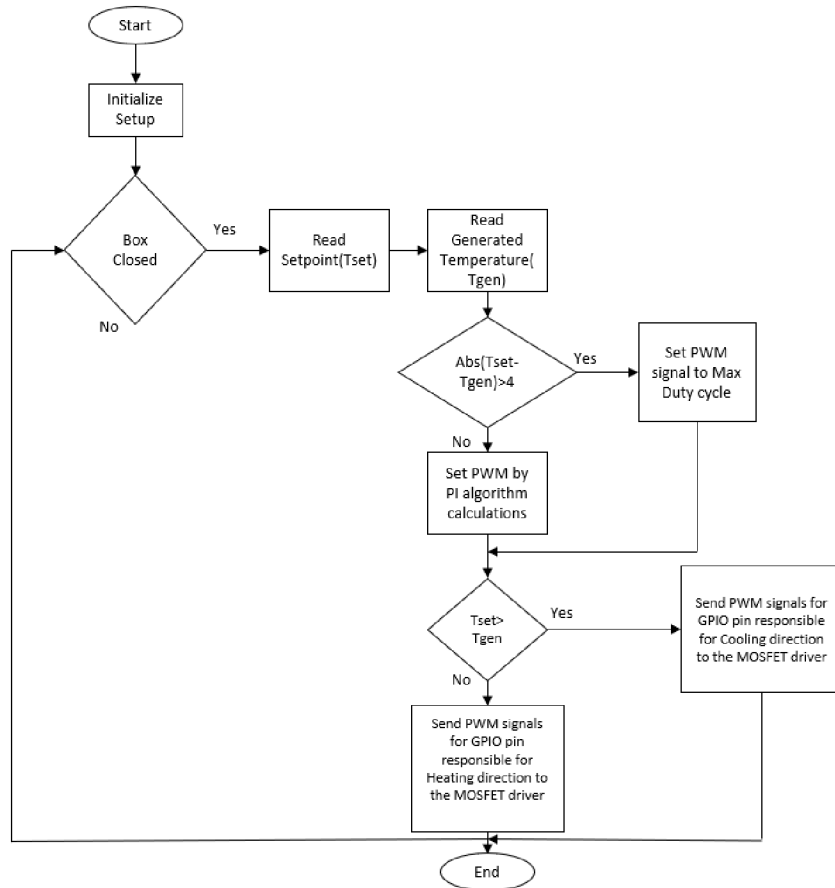 Start
Initialize
Setup
Box
Closed
Yes
No
Read
Setpoint(Tset)
Read
Generated
Temperature(
Tgen)
Abs(Tset-
Tgen)>4
Yes
No
Set PWM
signal to Max
Duty cycle
Set PWM by
PI algorithm
calculations
Tset>
Tgen
Yes
No
Send PWM signals for
GPIO pin responsible
for Cooling direction
to the MOSFET driver
Send PWM signals
for GPIO pin
responsible for
Heating direction to
the MOSFET driver
End